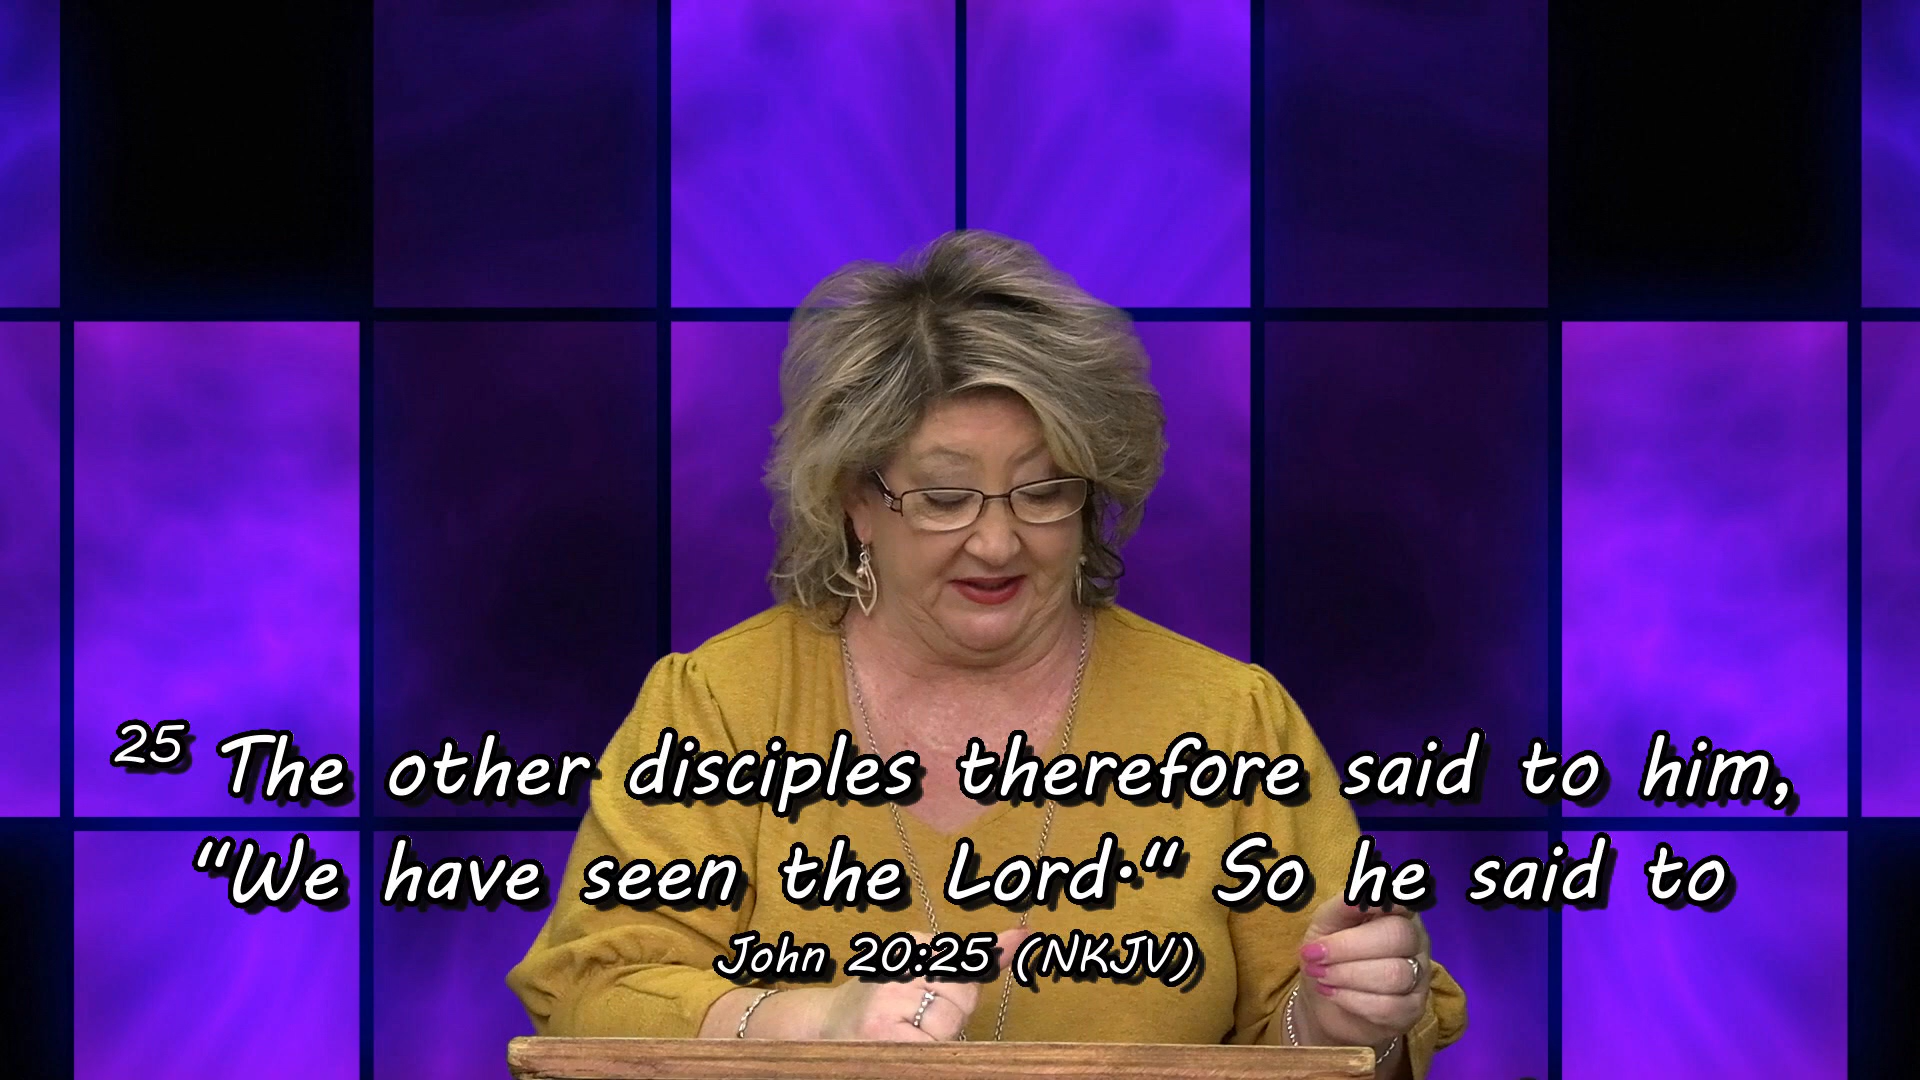 25 The other disciples therefore said to him,
“We have seen the Lord.“ So he said to
John 20:25 (NKJV)